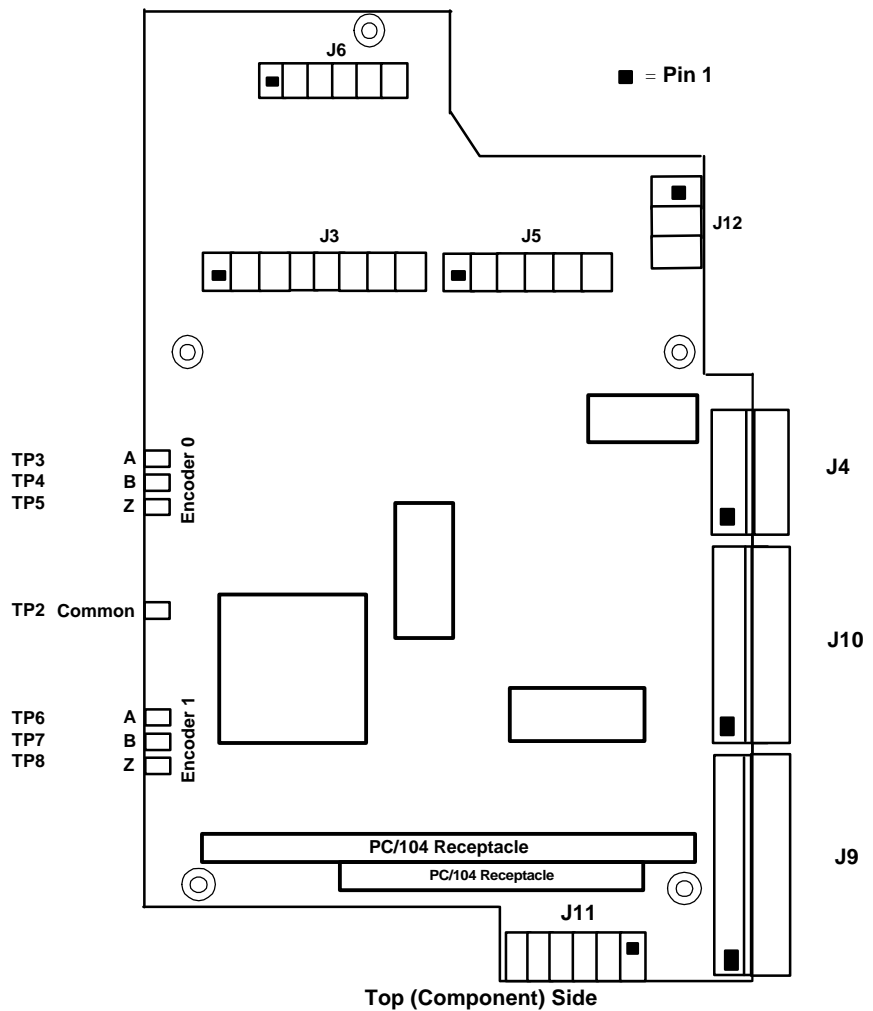 J6
= Pin 1
J12
J3
J5
J4
TP3 A
TP4 B
TP5 Z
Encoder 0
TP2 Common
J10
TP6 A
TP7 B
TP8 Z
Encoder 1
PC/104 Receptacle
PC/104 Receptacle
J9
J11
Top (Component) Side